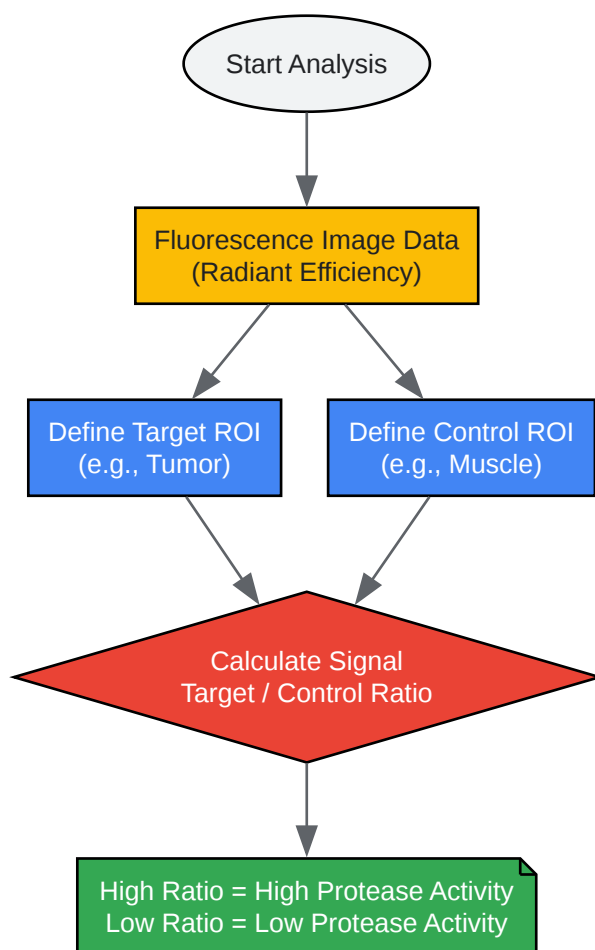 Start Analysis
Fluorescence Image Data
(Radiant Efficiency)
Define Target ROI
(e.g., Tumor)
Define Control ROI
(e.g., Muscle)
Calculate Signal
Target / Control Ratio
High Ratio = High Protease Activity
Low Ratio = Low Protease Activity